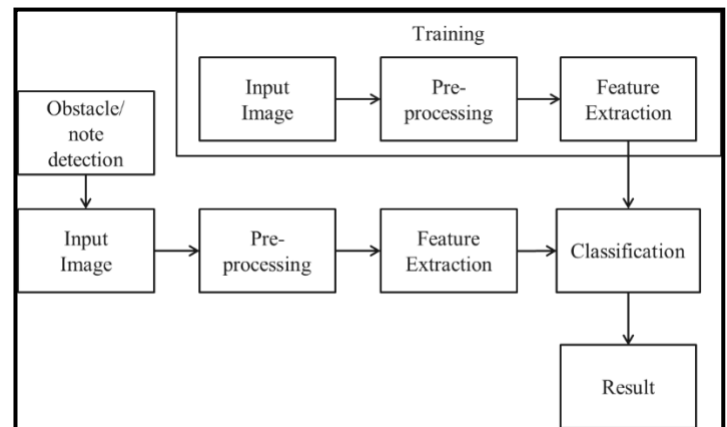 Training
Input
Image
Pre-
processing
Feature
Extraction
Obstacle/
note
detection
Input
Image
Pre-
processing
Feature
Extraction
Classification
Result